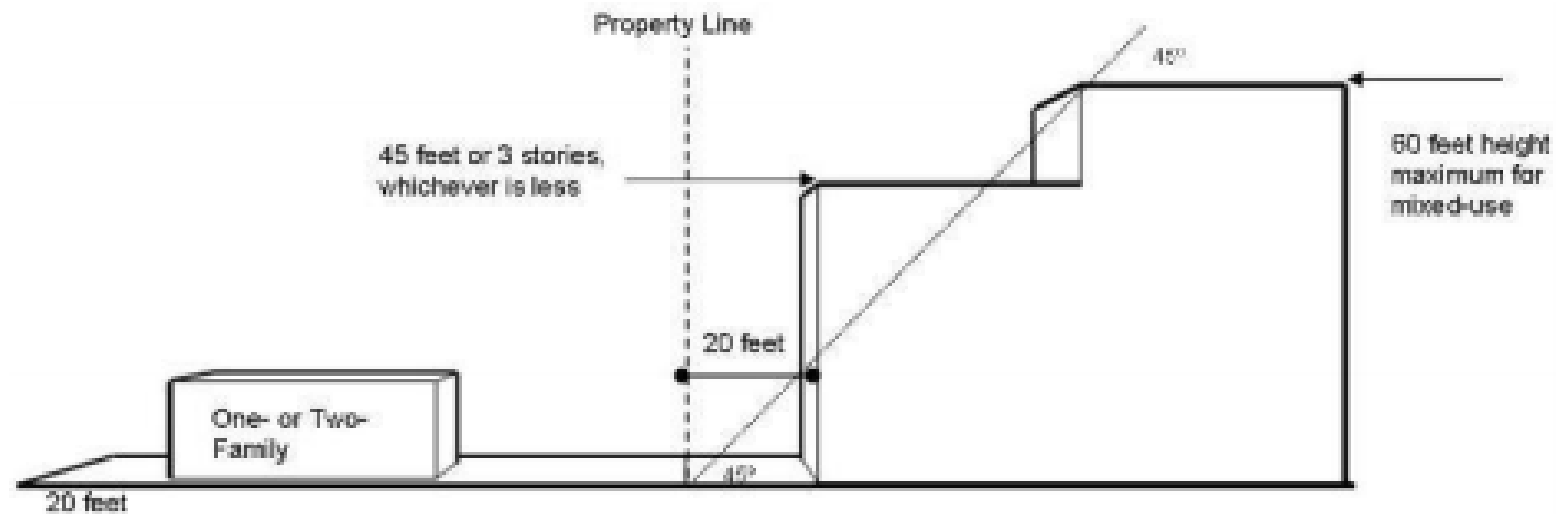 Property Line
45°
45 feet or 3 stories,
whichever is less
60 feet height
maximum for
mixed-use
20 feet
One- or Two-
Family
45°
20 feet